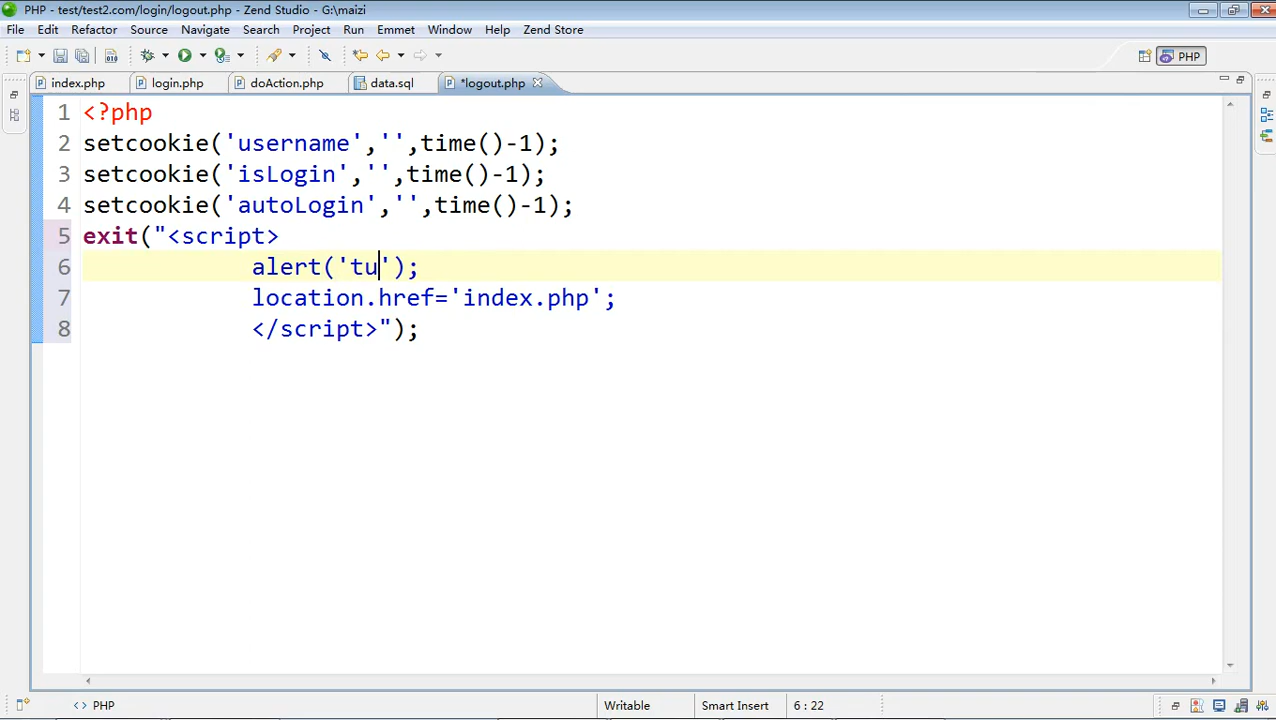 PHP - test/test2.com/login/logout.php - Zend Studio - G:\maizi
File Edit Refactor Source Navigate Search Project Run Emmet Window Help Zend Store
PHP
index.php login.php doAction.php data.sql *logout.php
1 <?php
2 setcookie('username','',time()-1);
3 setcookie('isLogin','',time()-1);
4 setcookie('autoLogin','',time()-1);
5 exit("<script>
6 alert('tu');
7 location.href='index.php';
8 </script>");
<> PHP Writable Smart Insert 6 : 22